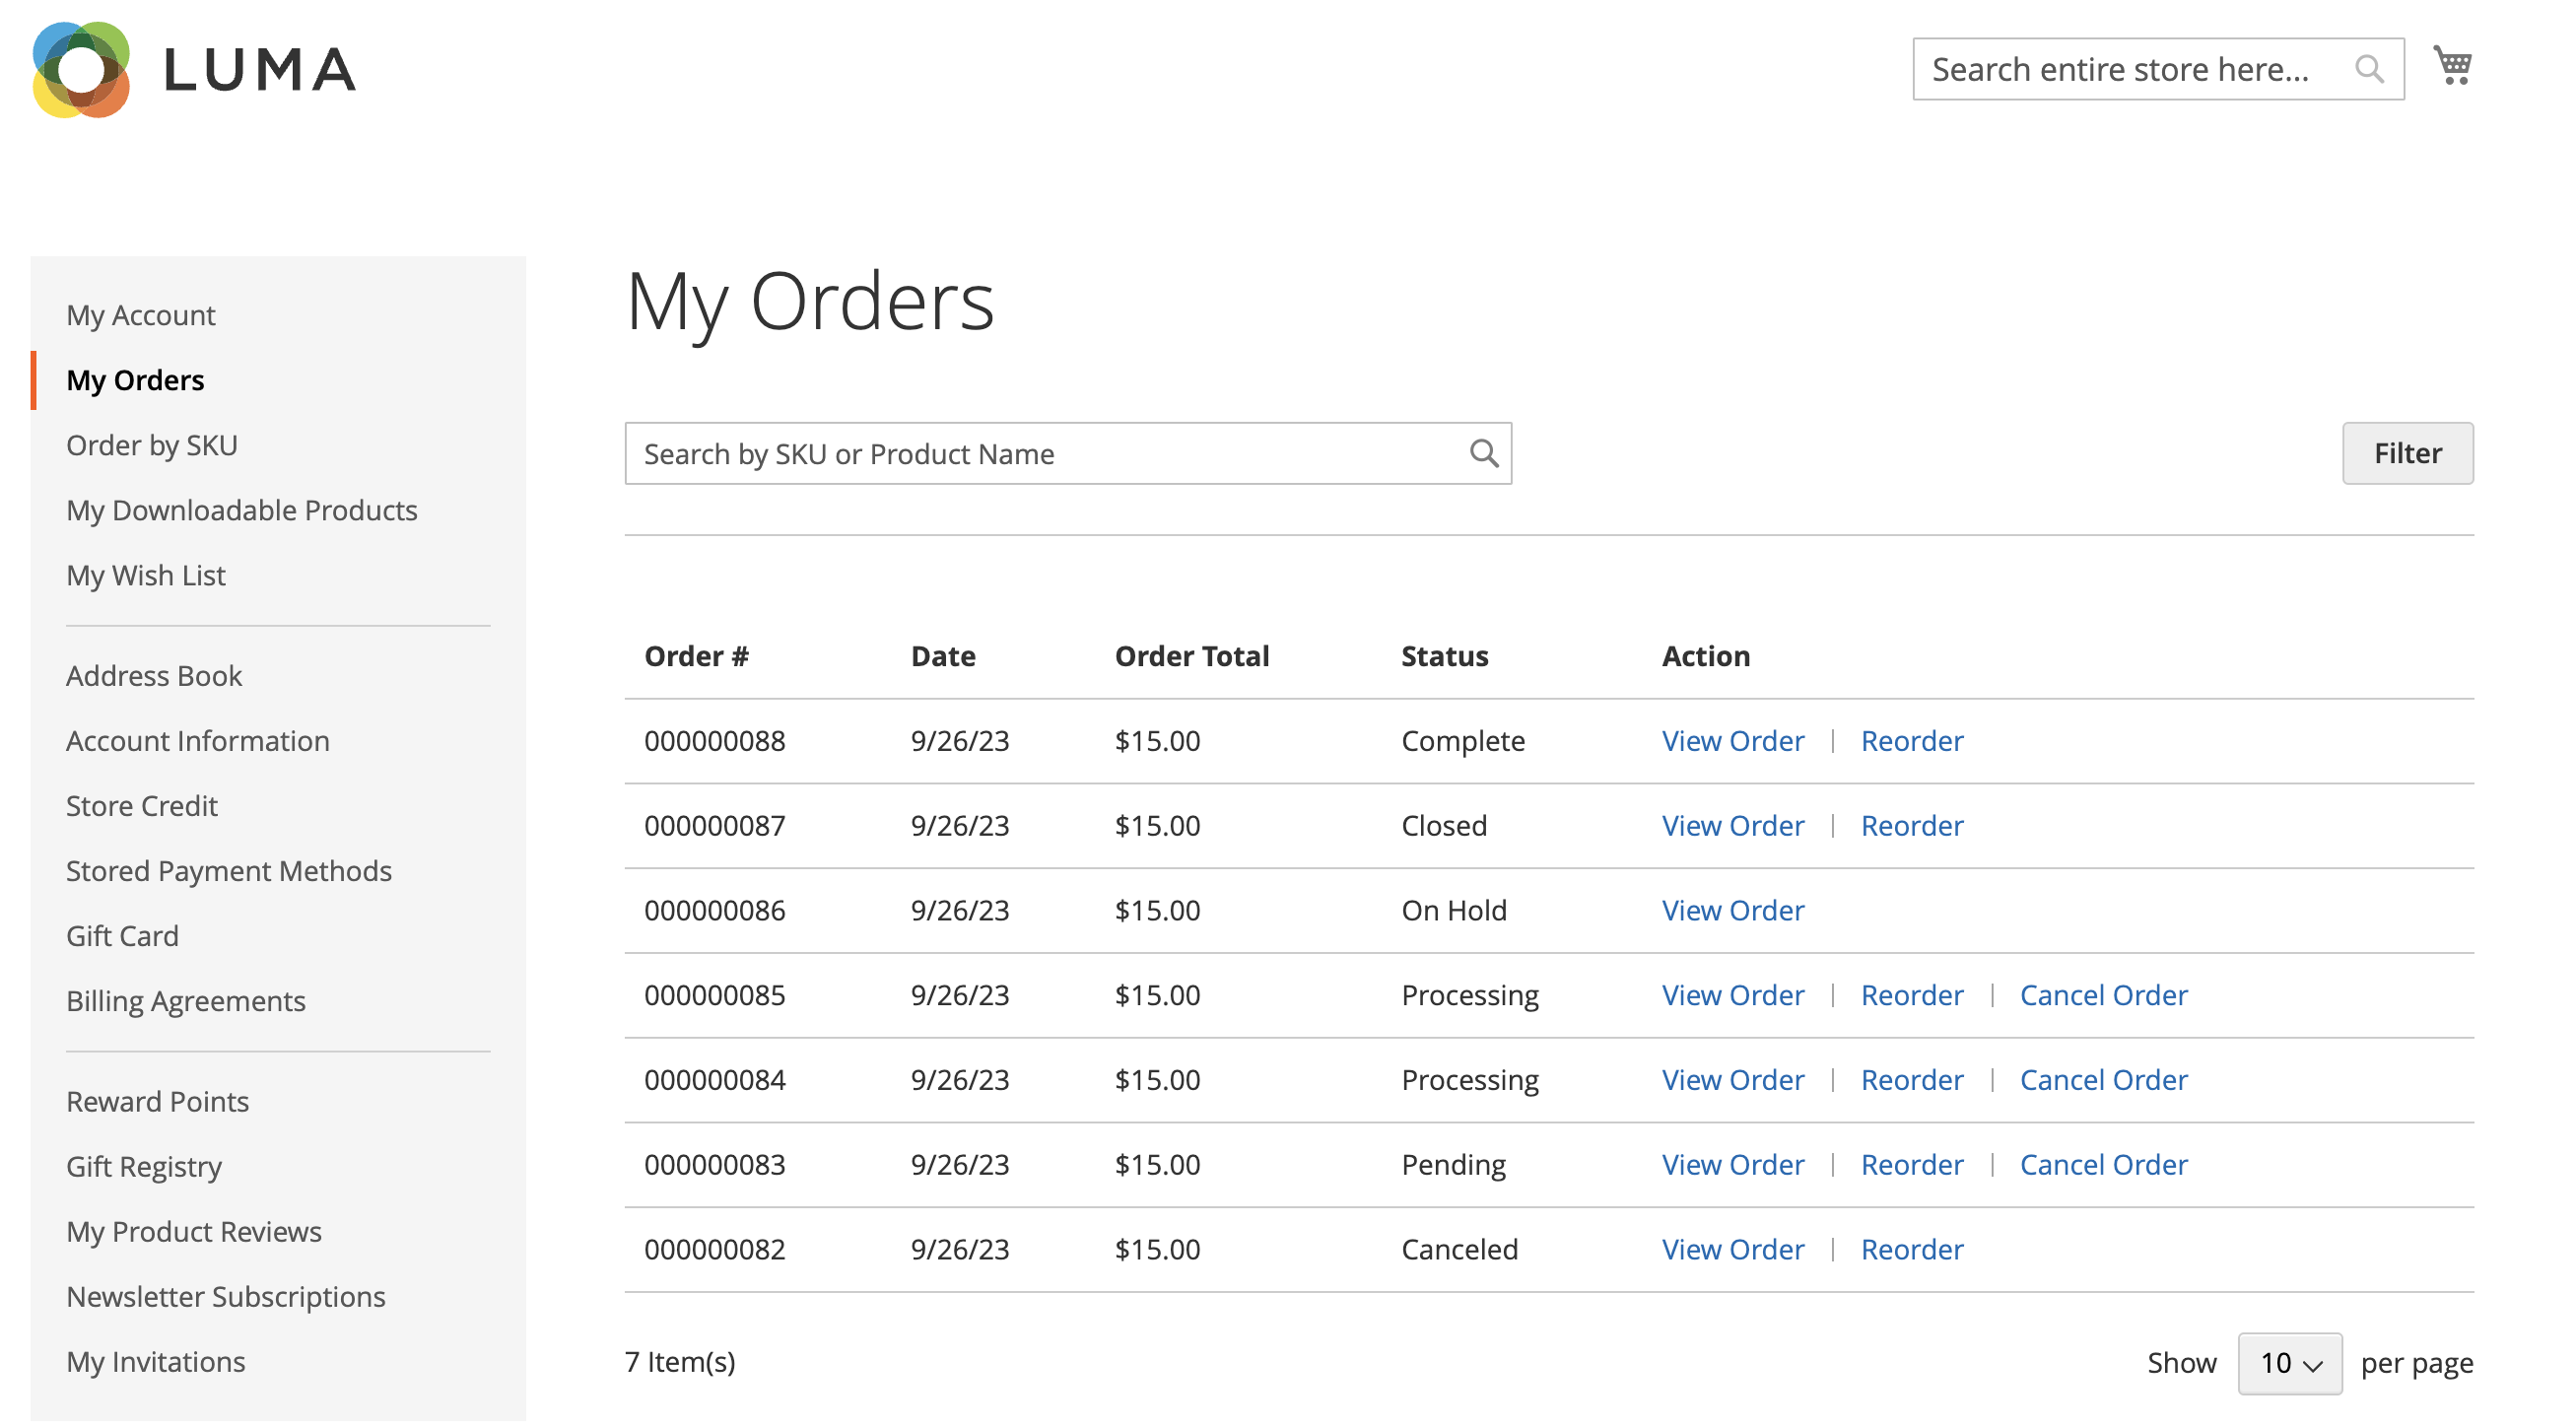 LUMA
Search entire store here...
My Account
My Orders
Order by SKU
My Downloadable Products
My Wish List
Address Book
Account Information
Store Credit
Stored Payment Methods
Gift Card
Billing Agreements
Reward Points
Gift Registry
My Product Reviews
Newsletter Subscriptions
My Invitations
My Orders
Search by SKU or Product Name
Filter
Order # Date Order Total Status Action
000000088 9/26/23 $15.00 Complete View Order | Reorder
000000087 9/26/23 $15.00 Closed View Order | Reorder
000000086 9/26/23 $15.00 On Hold View Order
000000085 9/26/23 $15.00 Processing View Order | Reorder | Cancel Order
000000084 9/26/23 $15.00 Processing View Order | Reorder | Cancel Order
000000083 9/26/23 $15.00 Pending View Order | Reorder | Cancel Order
000000082 9/26/23 $15.00 Canceled View Order | Reorder
7 Item(s)
Show 10 per page